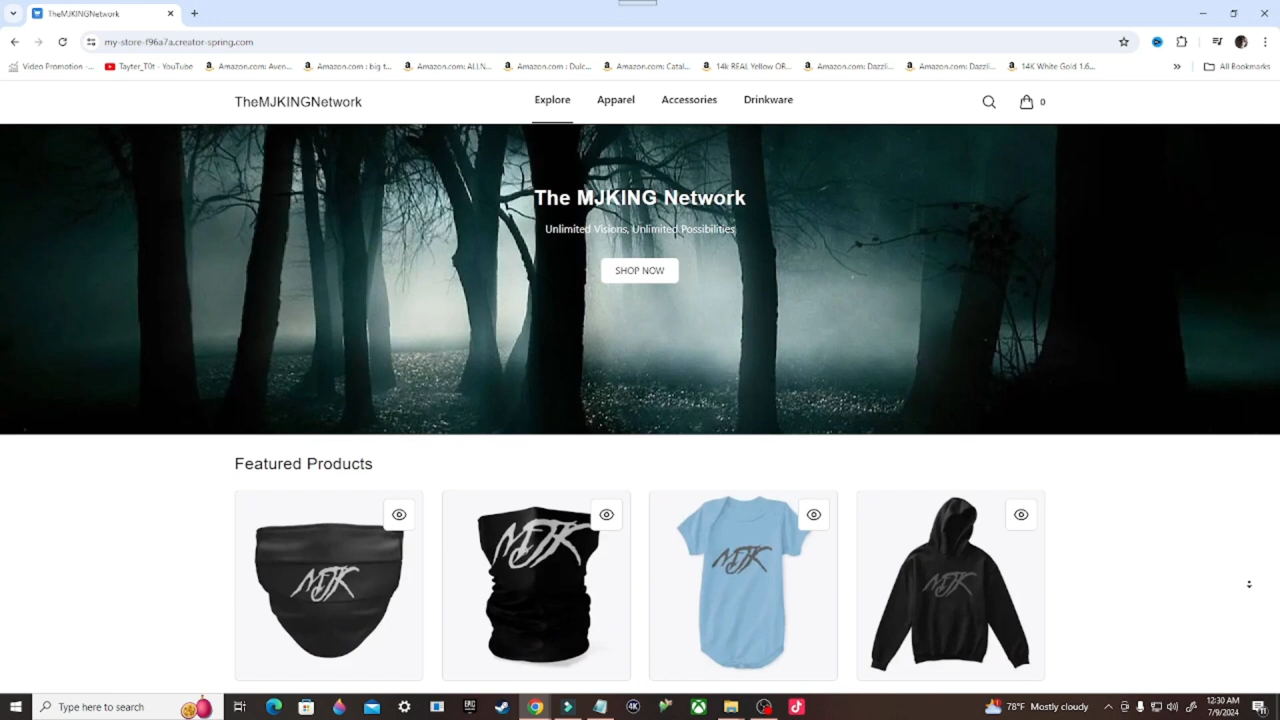 TheMJKINGNetwork
my-store-f96a7a.creator-spring.com
Video Promotion -...
Tayter_T0t - YouTube
Amazon.com: Aven...
Amazon.com : big t...
Amazon.com: ALLN...
Amazon.com : Dulc...
Amazon.com: Catal...
14k REAL Yellow OR...
Amazon.com: Dazzli...
Amazon.com: Dazzli...
14K White Gold 1.6...
All Bookmarks
TheMJKINGNetwork
Explore
Apparel
Accessories
Drinkware
0
The MJKING Network
Unlimited Visions, Unlimited Possibilities
SHOP NOW
Featured Products
MJK
MJK
MJK
MJK
Type here to search
EPIC
4K
78°F Mostly cloudy
12:30 AM
7/9/2024